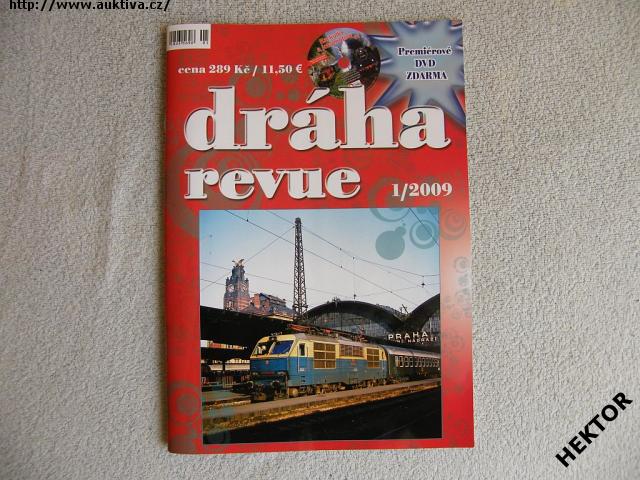 http://www.auktiva.cz/
cena 289 Kč / 11,50 €
Premiérové
DVD
ZDARMA
dráha
revue
1/2009
PRAHA
HEKTOR